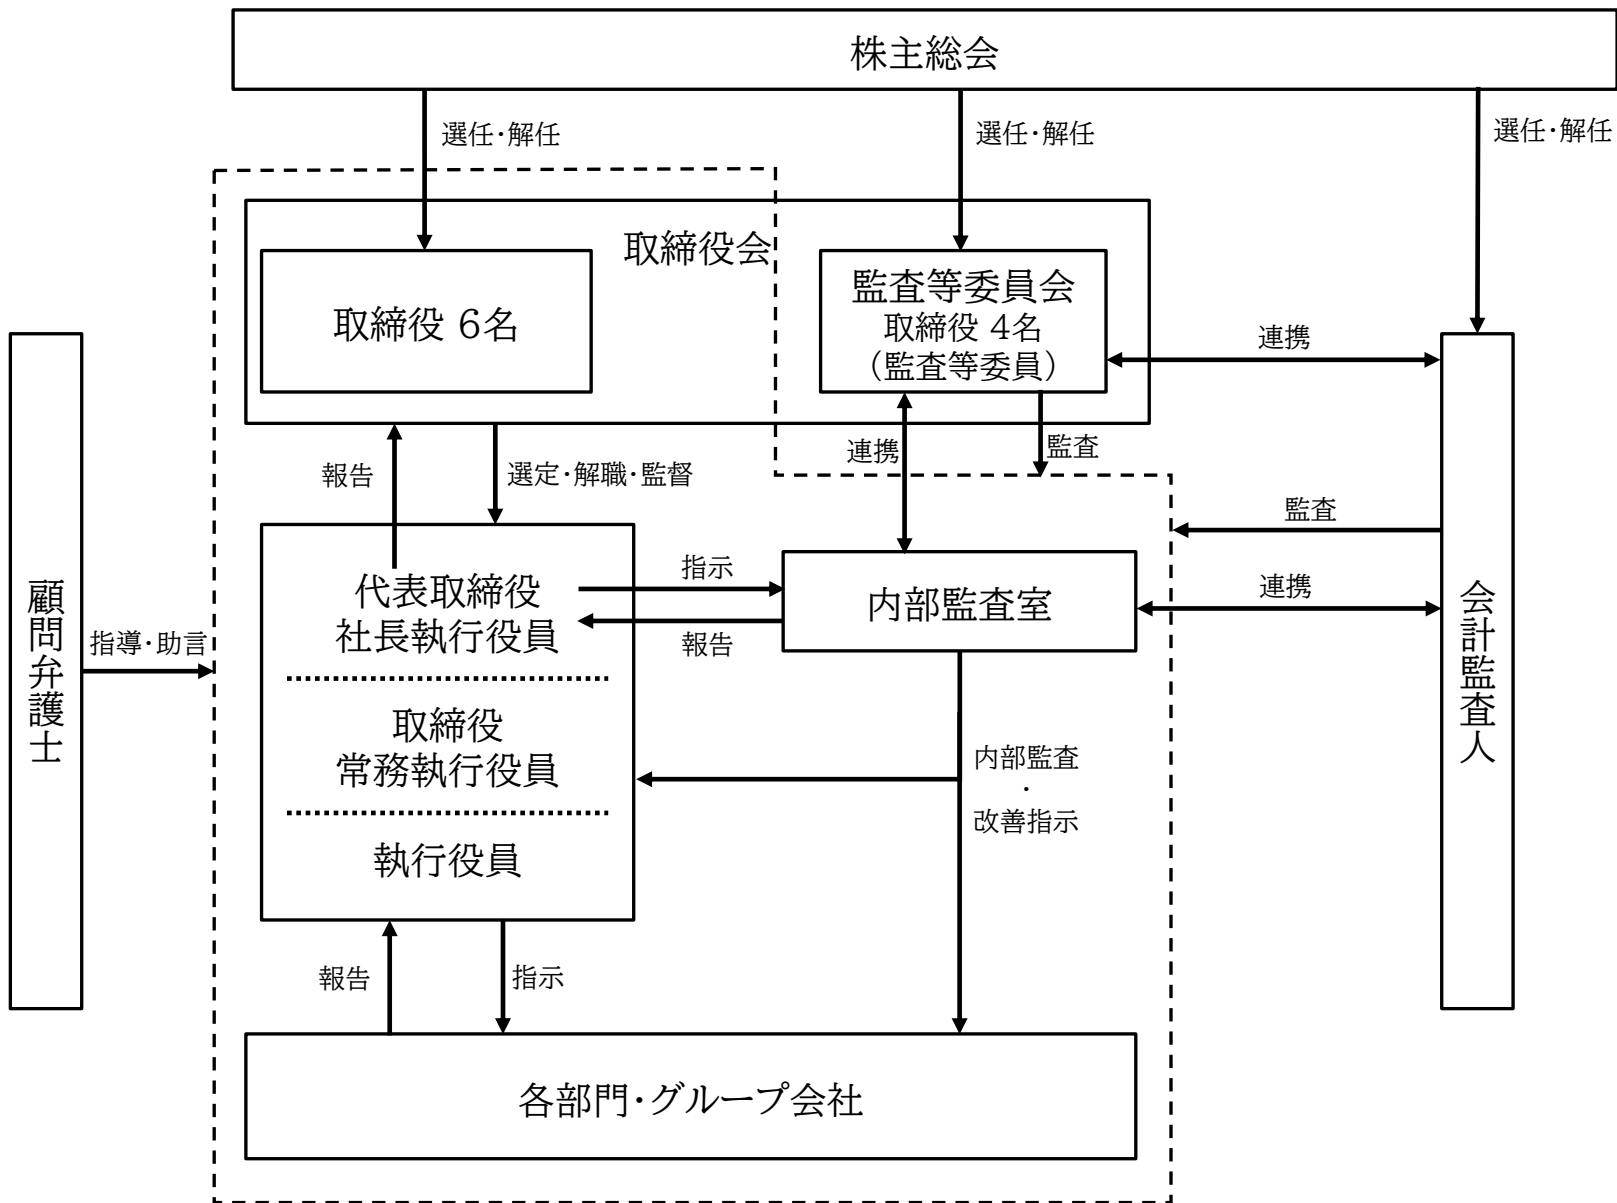 株主総会
選任・解任
選任・解任
選任・解任
取締役会
取締役 6名
監査等委員会
取締役 4名
（監査等委員）
連携
報告
選定・解職・監督
連携
監査
監査
顧問弁護士
指導・助言
代表取締役
社長執行役員
取締役
常務執行役員
執行役員
指示
報告
内部監査室
連携
会計監査人
内部監査
・
改善指示
報告
指示
各部門・グループ会社